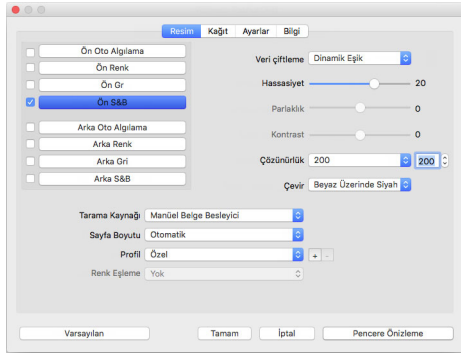 Resim Kağıt Ayarlar Bilgi
Ön Oto Algılama
Ön Renk
Ön Gr
Ön S&B
Arka Oto Algılama
Arka Renk
Arka Gri
Arka S&B
Veri çiftleme Dinamik Eşik
Hassasiyet 20
Parlaklık 0
Kontrast 0
Çözünürlük 200 200
Çevir Beyaz Üzerinde Siyah
Tarama Kaynağı Manüel Belge Besleyici
Sayfa Boyutu Otomatik
Profil Özel + -
Renk Eşleme Yok
Varsayılan Tamam İptal Pencere Önizleme